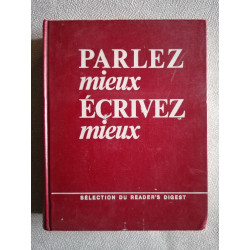 PARLEZ
mieux
ÉCRIVEZ
mieux
SÉLECTION DU READER'S DIGEST